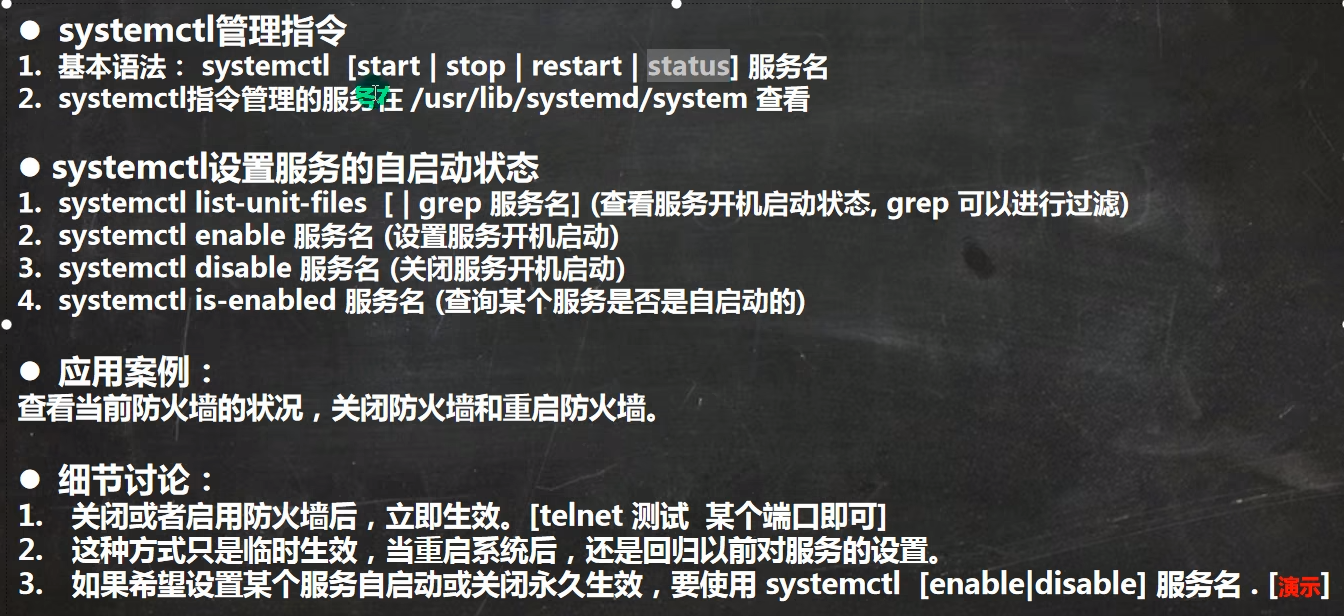 ● systemctl管理指令
1. 基本语法： systemctl [start | stop | restart | status] 服务名
2. systemctl指令管理的服务在 /usr/lib/systemd/system 查看
● systemctl设置服务的自启动状态
1. systemctl list-unit-files [ | grep 服务名] (查看服务开机启动状态, grep 可以进行过滤)
2. systemctl enable 服务名 (设置服务开机启动)
3. systemctl disable 服务名 (关闭服务开机启动)
4. systemctl is-enabled 服务名 (查询某个服务是否是自启动的)
● 应用案例：
查看当前防火墙的状况，关闭防火墙和重启防火墙。
● 细节讨论：
1. 关闭或者启用防火墙后，立即生效。[telnet 测试 某个端口即可]
2. 这种方式只是临时生效，当重启系统后，还是回归以前对服务的设置。
3. 如果希望设置某个服务自启动或关闭永久生效，要使用 systemctl [enable|disable] 服务名 . [演示]